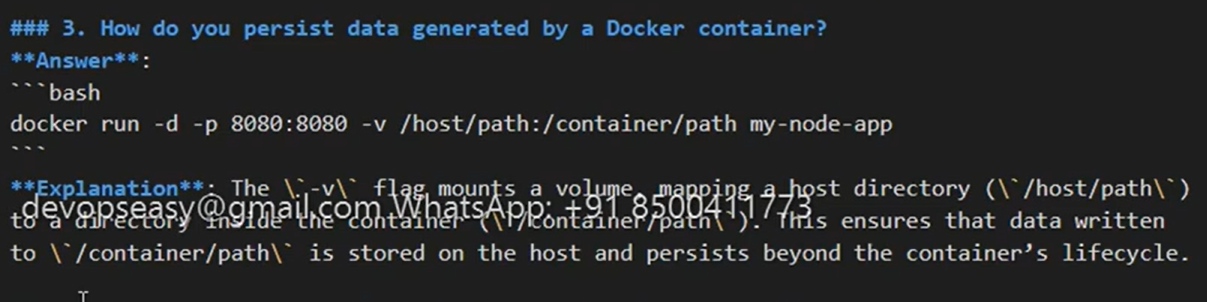 ### 3. How do you persist data generated by a Docker container?
**Answer**:
```bash
docker run -d -p 8080:8080 -v /host/path:/container/path my-node-app
```
**Explanation**: The \`-v\` flag mounts a volume, mapping a host directory (\`/host/path\`)
devopseasy@gmail.com WhatsApp: +91 8500411773
to a directory inside the container (\`/container/path\`). This ensures that data written
to \`/container/path\` is stored on the host and persists beyond the container’s lifecycle.